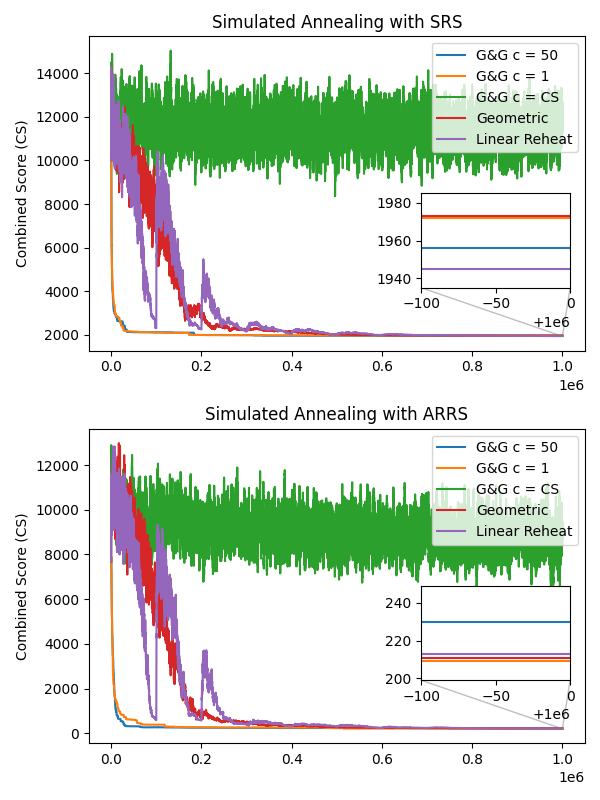 Simulated Annealing with SRS
Combined Score (CS)
14000
12000
10000
8000
6000
4000
2000
G&G c = 50
G&G c = 1
G&G c = CS
Geometric
Linear Reheat
1980
1960
1940
−100
−50
0
+1e6
0.0
0.2
0.4
0.6
0.8
1.0
1e6
Simulated Annealing with ARRS
Combined Score (CS)
12000
10000
8000
6000
4000
2000
0
G&G c = 50
G&G c = 1
G&G c = CS
Geometric
Linear Reheat
240
220
200
−100
−50
0
+1e6
0.0
0.2
0.4
0.6
0.8
1.0
1e6